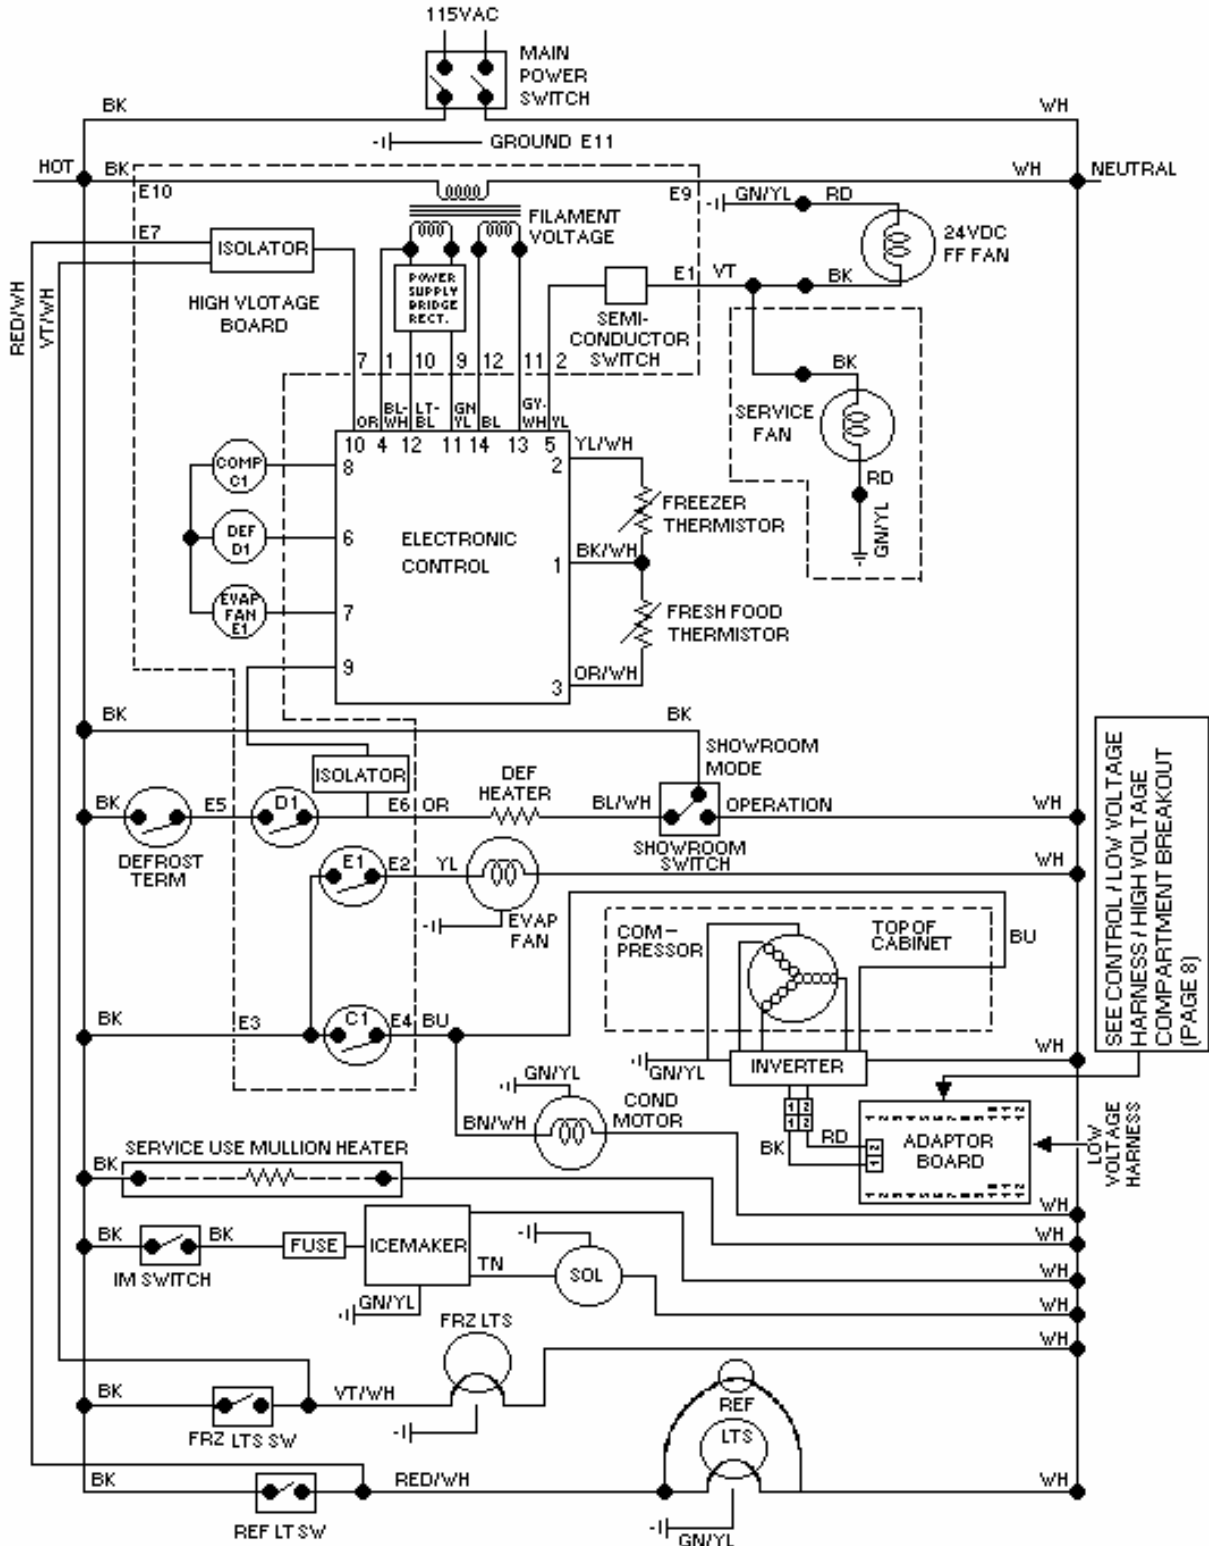 115VAC
MAIN
POWER
SWITCH
BK
WH
GROUND E11
HOT
BK
WH
NEUTRAL
E10
E9
GN/YL
RD
FILAMENT
VOLTAGE
24VDC
FF FAN
E7
ISOLATOR
E1
VT
BK
POWER
SUPPLY
BRIDGE
RECT.
HIGH VLOTAGE
BOARD
SEMI-
CONDUCTOR
SWITCH
RED/WH
VT/WH
7 1 10 9 12 11 2
BK
OR
BL-
WH
LT-
BL
GN
YL
BL
GY-
WH
YL
SERVICE
FAN
10 4 12 11 14 13 5
YL/WH
COMP
C1
8
2
RD
FREEZER
THERMISTOR
DEF
D1
6
ELECTRONIC
CONTROL
BK/WH
1
GN/YL
EVAP
FAN
E1
7
FRESH FOOD
THERMISTOR
9
OR/WH
3
BK
BK
SHOWROOM
MODE
ISOLATOR
DEF
HEATER
BK
E5
D1
E6
OR
BL/WH
OPERATION
WH
DEFROST
TERM
SHOWROOM
SWITCH
E1
E2
YL
WH
EVAP
FAN
COM-
PRESSOR
TOP OF
CABINET
BU
SEE CONTROL / LOW VOLTAGE
HARNESS / HIGH VOLTAGE
COMPARTMENT BREAKOUT
(PAGE 8)
BK
E3
C1
E4
BU
WH
GN/YL
INVERTER
GN/YL
COND
MOTOR
1 2
1 2
BN/WH
BK
RD
2
1
ADAPTOR
BOARD
LOW
VOLTAGE
HARNESS
SERVICE USE MULLION HEATER
BK
WH
WH
BK
BK
FUSE
ICEMAKER
IM SWITCH
TN
SOL
WH
GN/YL
WH
FRZ LTS
WH
BK
VT/WH
FRZ LTS SW
REF
LTS
BK
RED/WH
WH
REF LT SW
GN/YL